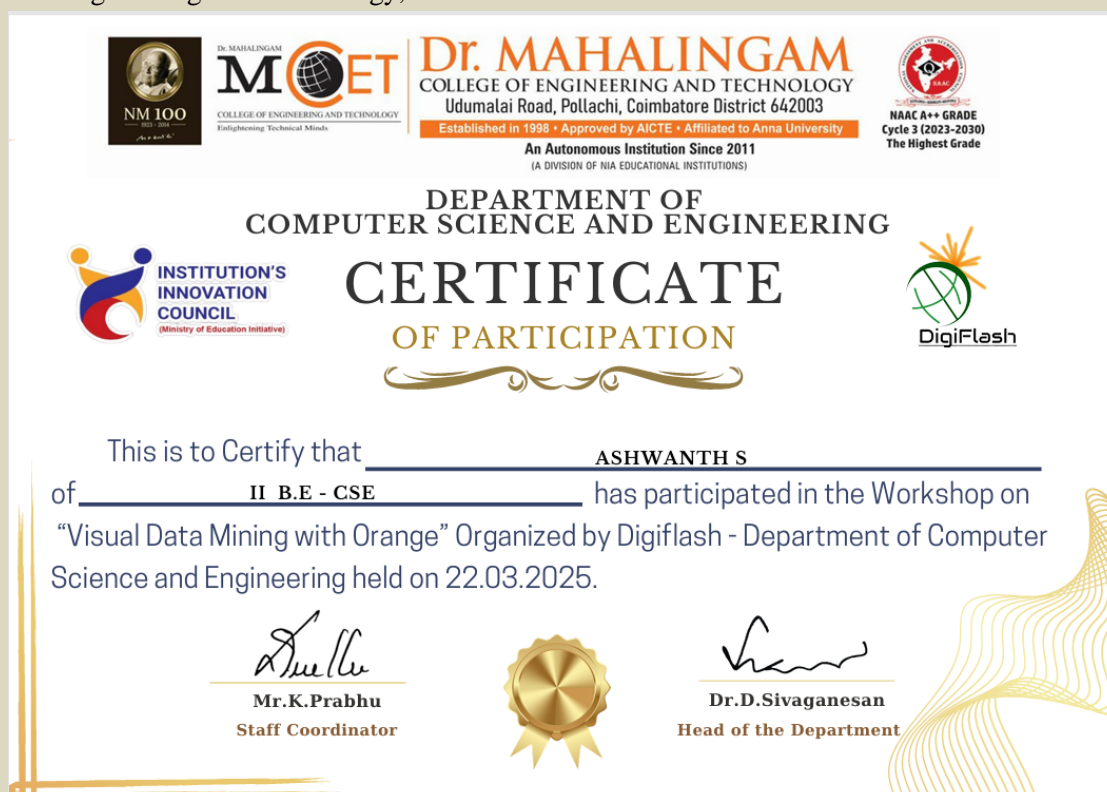 Dr. MAHALINGAM
MCET
COLLEGE OF ENGINEERING AND TECHNOLOGY
Enlightening Technical Minds
NM 100
1923 - 2014
Dr. MAHALINGAM
COLLEGE OF ENGINEERING AND TECHNOLOGY
Udumalai Road, Pollachi, Coimbatore District 642003
Established in 1998 • Approved by AICTE • Affiliated to Anna University
An Autonomous Institution Since 2011
(A DIVISION OF NIA EDUCATIONAL INSTITUTIONS)
NAAC A++ GRADE
Cycle 3 (2023-2030)
The Highest Grade
DEPARTMENT OF
COMPUTER SCIENCE AND ENGINEERING
INSTITUTION'S
INNOVATION
COUNCIL
(Ministry of Education Initiative)
CERTIFICATE
OF PARTICIPATION
DigiFlash
This is to Certify that ASHWANTH S
of II B.E - CSE has participated in the Workshop on
“Visual Data Mining with Orange” Organized by Digiflash - Department of Computer
Science and Engineering held on 22.03.2025.
Mr.K.Prabhu
Staff Coordinator
Dr.D.Sivaganesan
Head of the Department